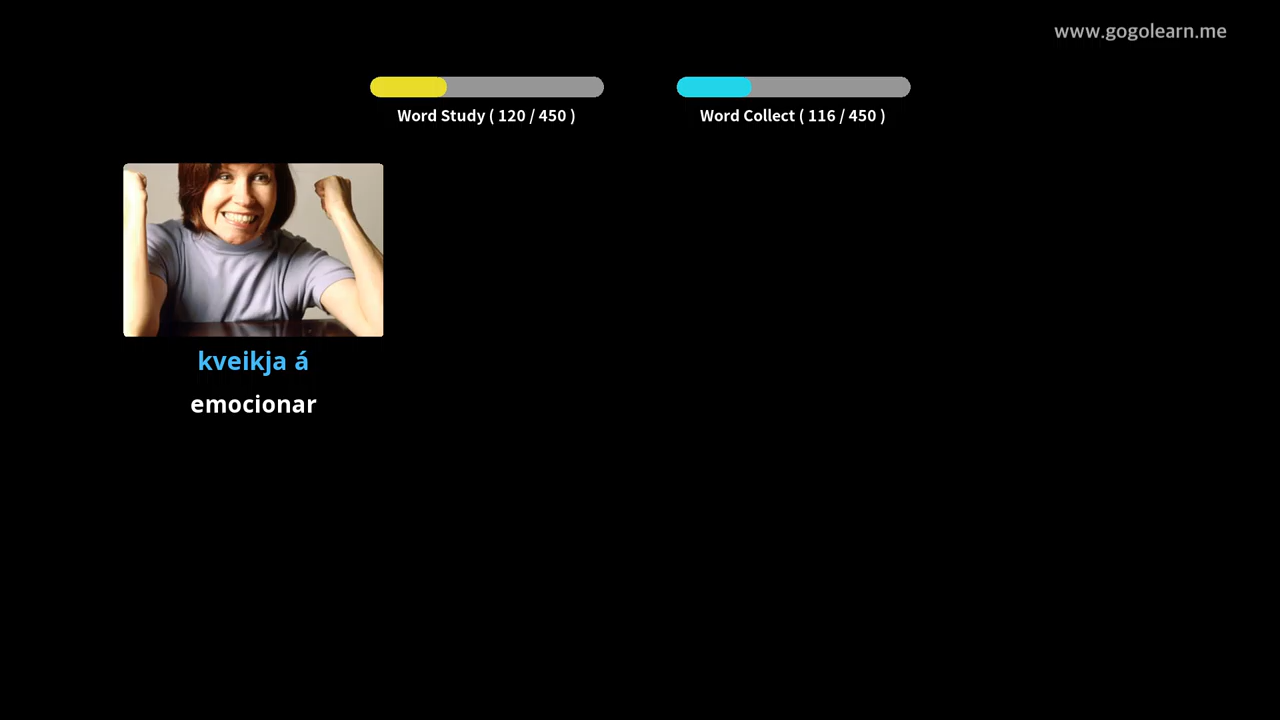 www.gogolearn.me
Word Study ( 120 / 450 )
Word Collect ( 116 / 450 )
kveikja á
emocionar